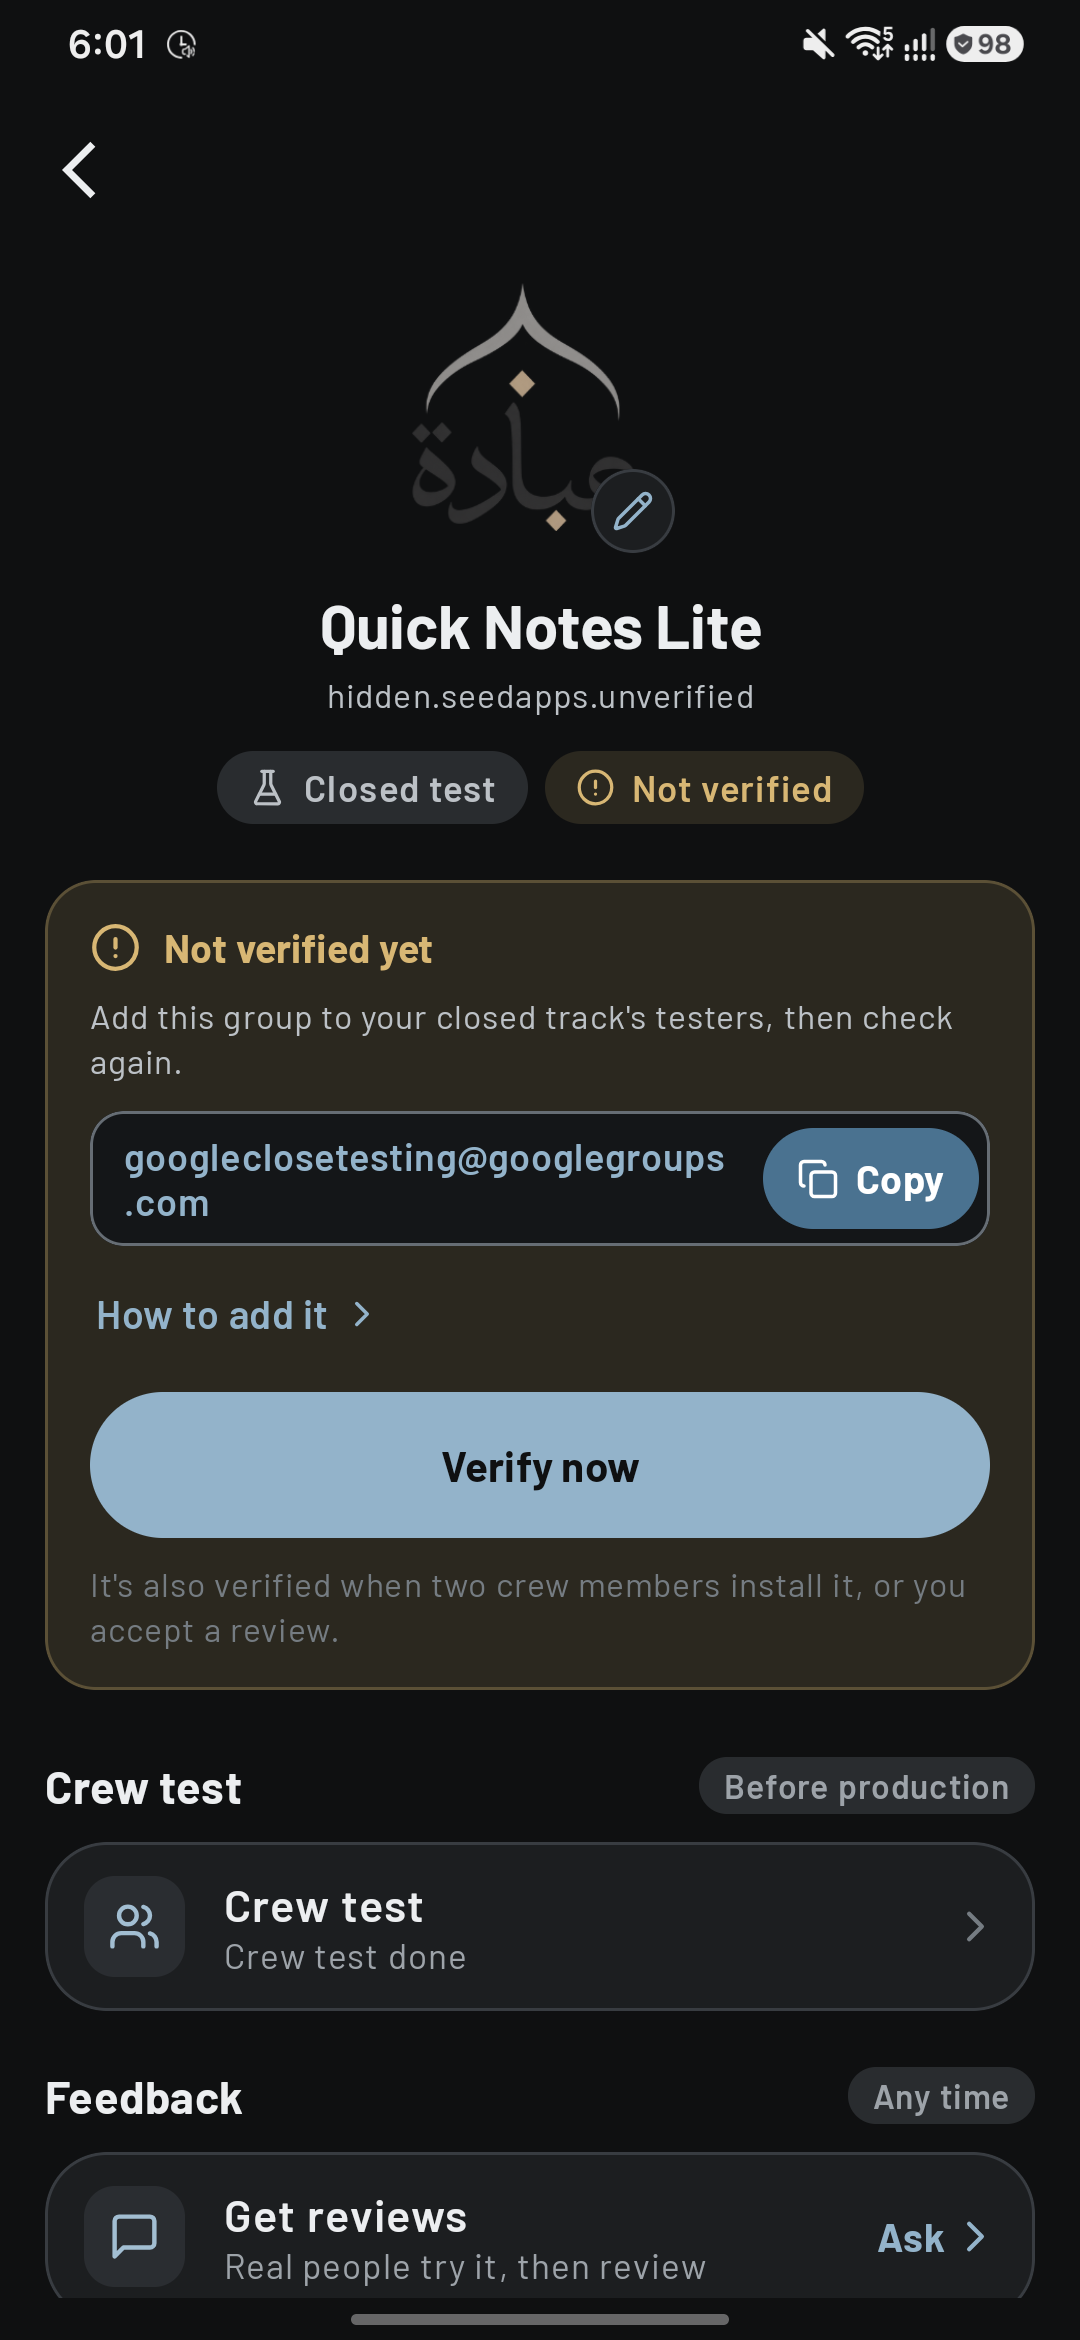 6:01
5
98
عبادة
Quick Notes Lite
hidden.seedapps.unverified
Closed test
Not verified
Not verified yet
Add this group to your closed track's testers, then check
again.
googleclosetesting@googlegroups
.com
Copy
How to add it
Verify now
It's also verified when two crew members install it, or you
accept a review.
Crew test
Before production
Crew test
Crew test done
Feedback
Any time
Get reviews
Real people try it, then review
Ask